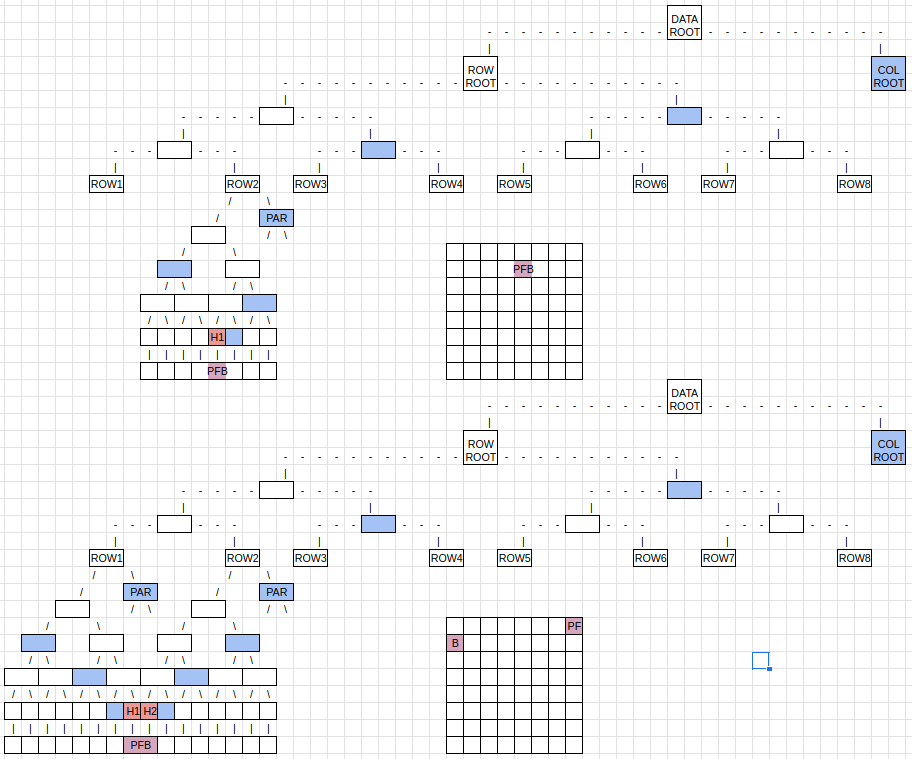 DATA
ROOT
ROW
ROOT
COL
ROOT
ROW1
ROW2
ROW3
ROW4
ROW5
ROW6
ROW7
ROW8
PAR
PFB
H1
PFB
DATA
ROOT
ROW
ROOT
COL
ROOT
ROW1
ROW2
ROW3
ROW4
ROW5
ROW6
ROW7
ROW8
PAR
PAR
PF
B
H1
H2
PFB